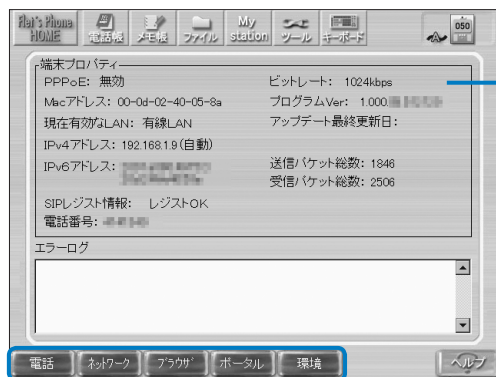 Flet's Phone
HOME
電話帳
メモ帳
ファイル
My
station
ツール
キーボード
050
端末プロパティ
PPPoE: 無効
ビットレート: 1024kbps
Macアドレス: 00-0d-02-40-05-8a
プログラムVer: 1.000.
現在有効なLAN: 有線LAN
アップデート最終更新日:
IPv4アドレス: 192.168.1.9(自動)
IPv6アドレス:
送信パケット総数: 1846
受信パケット総数: 2506
SIPレジスト情報: レジストOK
電話番号:
エラーログ
電話
ネットワーク
ブラウザ
ポータル
環境
ヘルプ